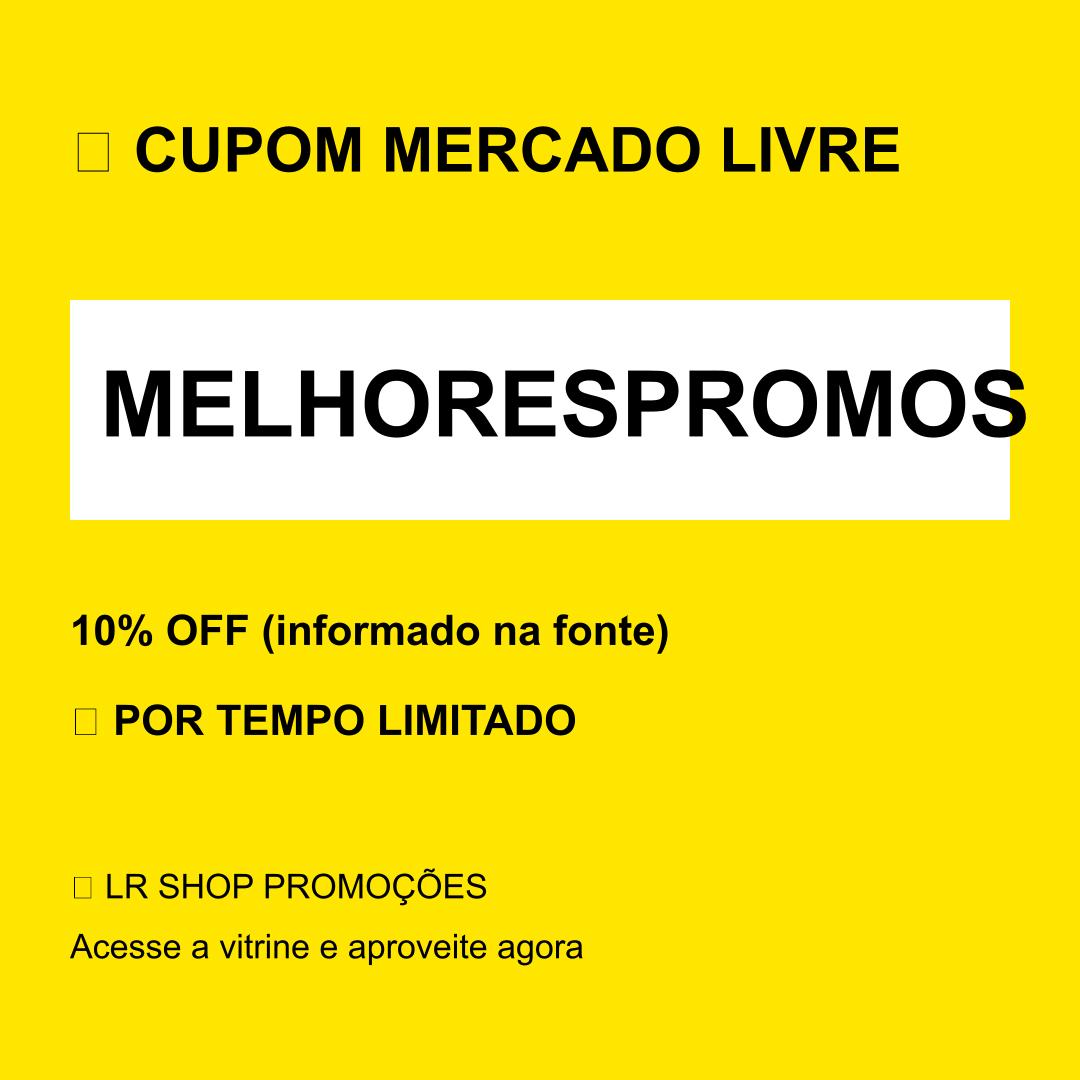 CUPOM MERCADO LIVRE
MELHORESPROMOS
10% OFF (informado na fonte)
POR TEMPO LIMITADO
LR SHOP PROMOÇÕES
Acesse a vitrine e aproveite agora